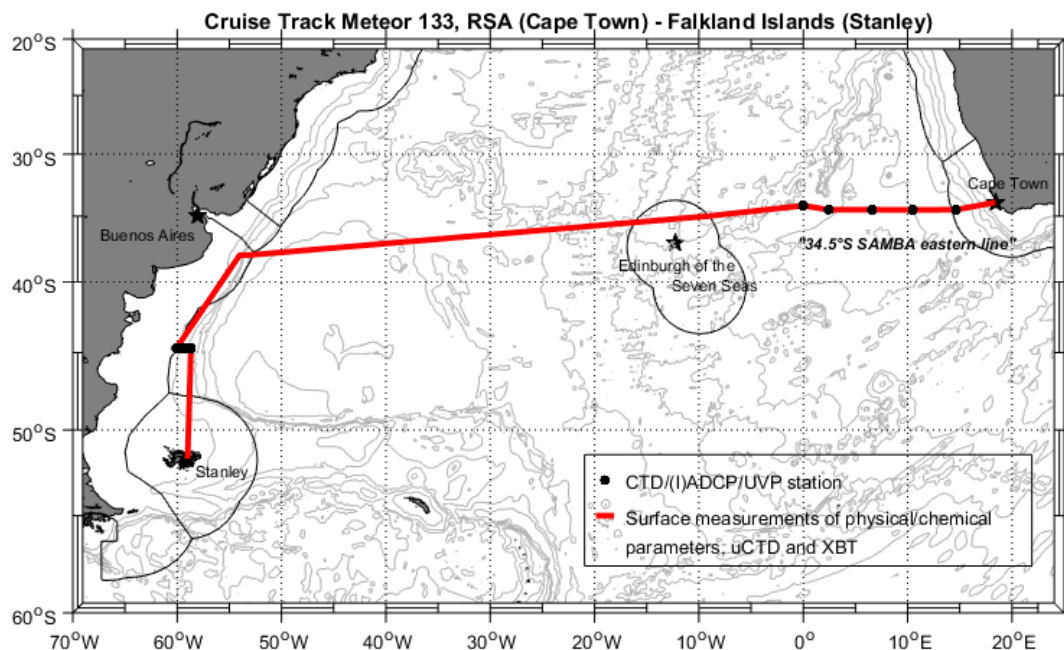 Cruise Track Meteor 133, RSA (Cape Town) - Falkland Islands (Stanley)
20°S
30°S
Cape Town
Buenos Aires
"34.5°S SAMBA eastern line"
Edinburgh of the
Seven Seas
40°S
50°S
Stanley
CTD/(l)ADCP/UVP station
Surface measurements of physical/chemical
parameters; uCTD and XBT
60°S
70°W 60°W 50°W 40°W 30°W 20°W 10°W 0° 10°E 20°E